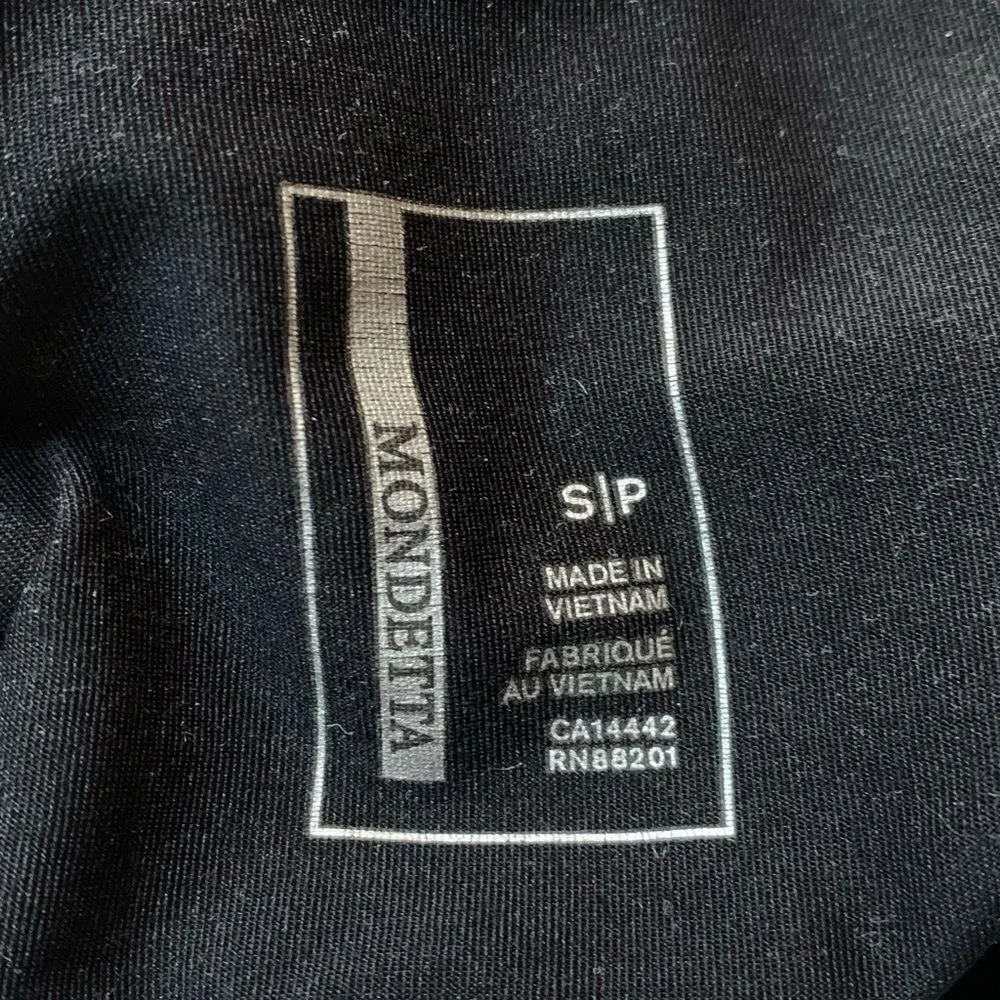 MONDETTA
S|P
MADE IN
VIETNAM
FABRIQUÉ
AU VIETNAM
CA14442
RN88201